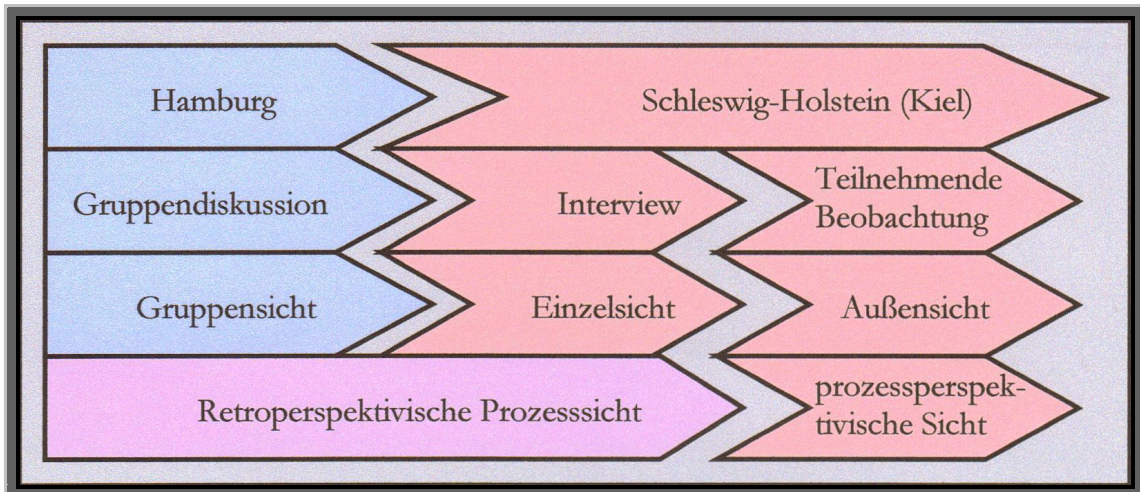 Hamburg
Schleswig-Holstein (Kiel)
Gruppendiskussion
Interview
Teilnehmende
Beobachtung
Gruppensicht
Einzelsicht
Außensicht
Retroperspektivische Prozesssicht
prozessperspek-
tivische Sicht